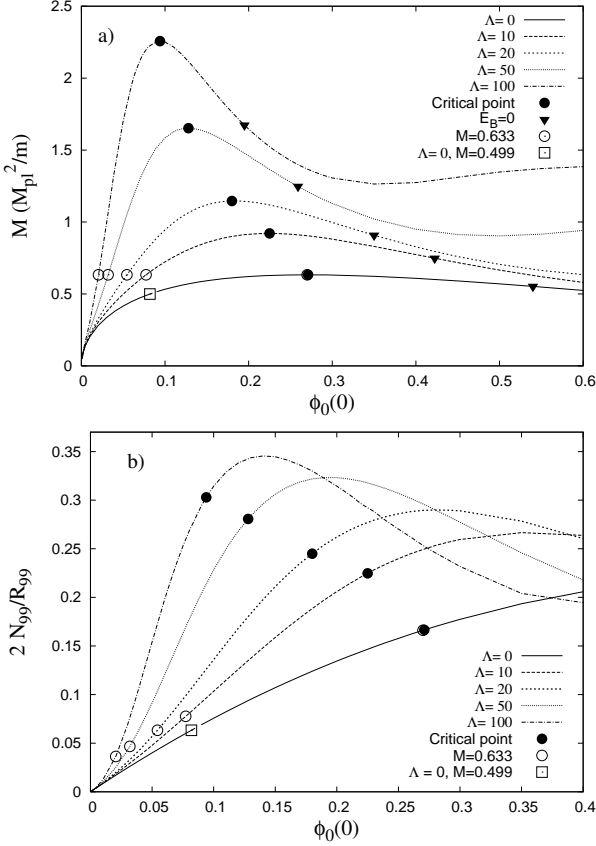 a)
M (M_pl^2/m)
2.5
2
1.5
1
0.5
0
0
0.1
0.2
0.3
0.4
0.5
0.6
ϕ_0(0)
Λ= 0
Λ= 10
Λ= 20
Λ= 50
Λ= 100
Critical point
E_B=0
M=0.633
Λ= 0, M=0.499
b)
2 N_99/R_99
0.35
0.3
0.25
0.2
0.15
0.1
0.05
0
0
0.05
0.1
0.15
0.2
0.25
0.3
0.35
0.4
ϕ_0(0)
Λ= 0
Λ= 10
Λ= 20
Λ= 50
Λ= 100
Critical point
M=0.633
Λ = 0, M=0.499